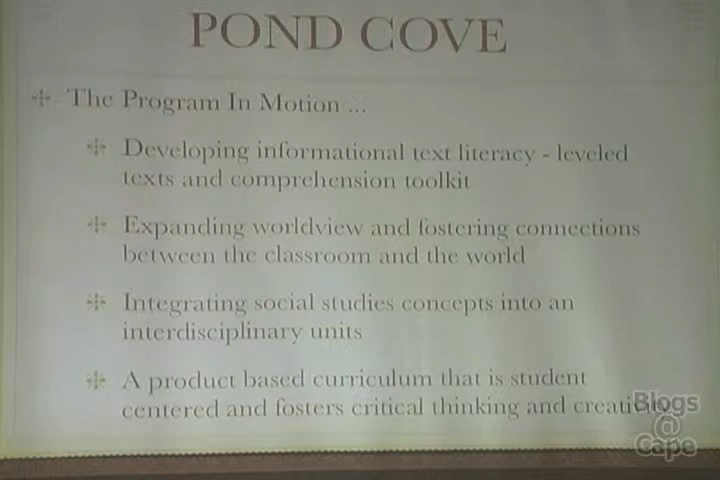 POND COVE
The Program In Motion ...
Developing informational text literacy - leveled
texts and comprehension toolkit
Expanding worldview and fostering connections
between the classroom and the world
Integrating social studies concepts into an
interdisciplinary units
A product based curriculum that is student
centered and fosters critical thinking and creativity
Blogs
@
Cape